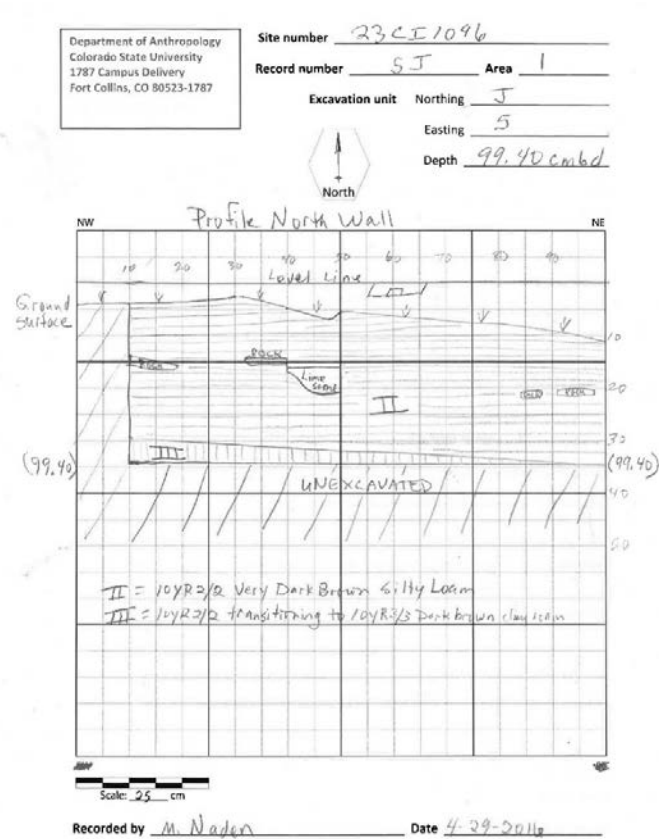 Department of Anthropology
Colorado State University
1787 Campus Delivery
Fort Collins, CO 80523-1787
Site number 23CI1096
Record number SJ Area 1
Excavation unit Northing J
Easting 5
Depth 99.40 cmbd
North
Profile North Wall
NW NE
10 20 30 40 50 60 70 80 90
Level Line
Ground
Surface
10
ROCK
ROCK
Lime
Stone
20
ROCK
II
30
III
(99.40) (99.40)
UNEXCAVATED
40
50
II = 10YR2/2 Very Dark Brown Silty Loam
III = 10YR2/2 transitioning to 10YR3/3 Dark brown clay loam
Scale: 25 cm
Recorded by M. Naden Date 4-29-2016